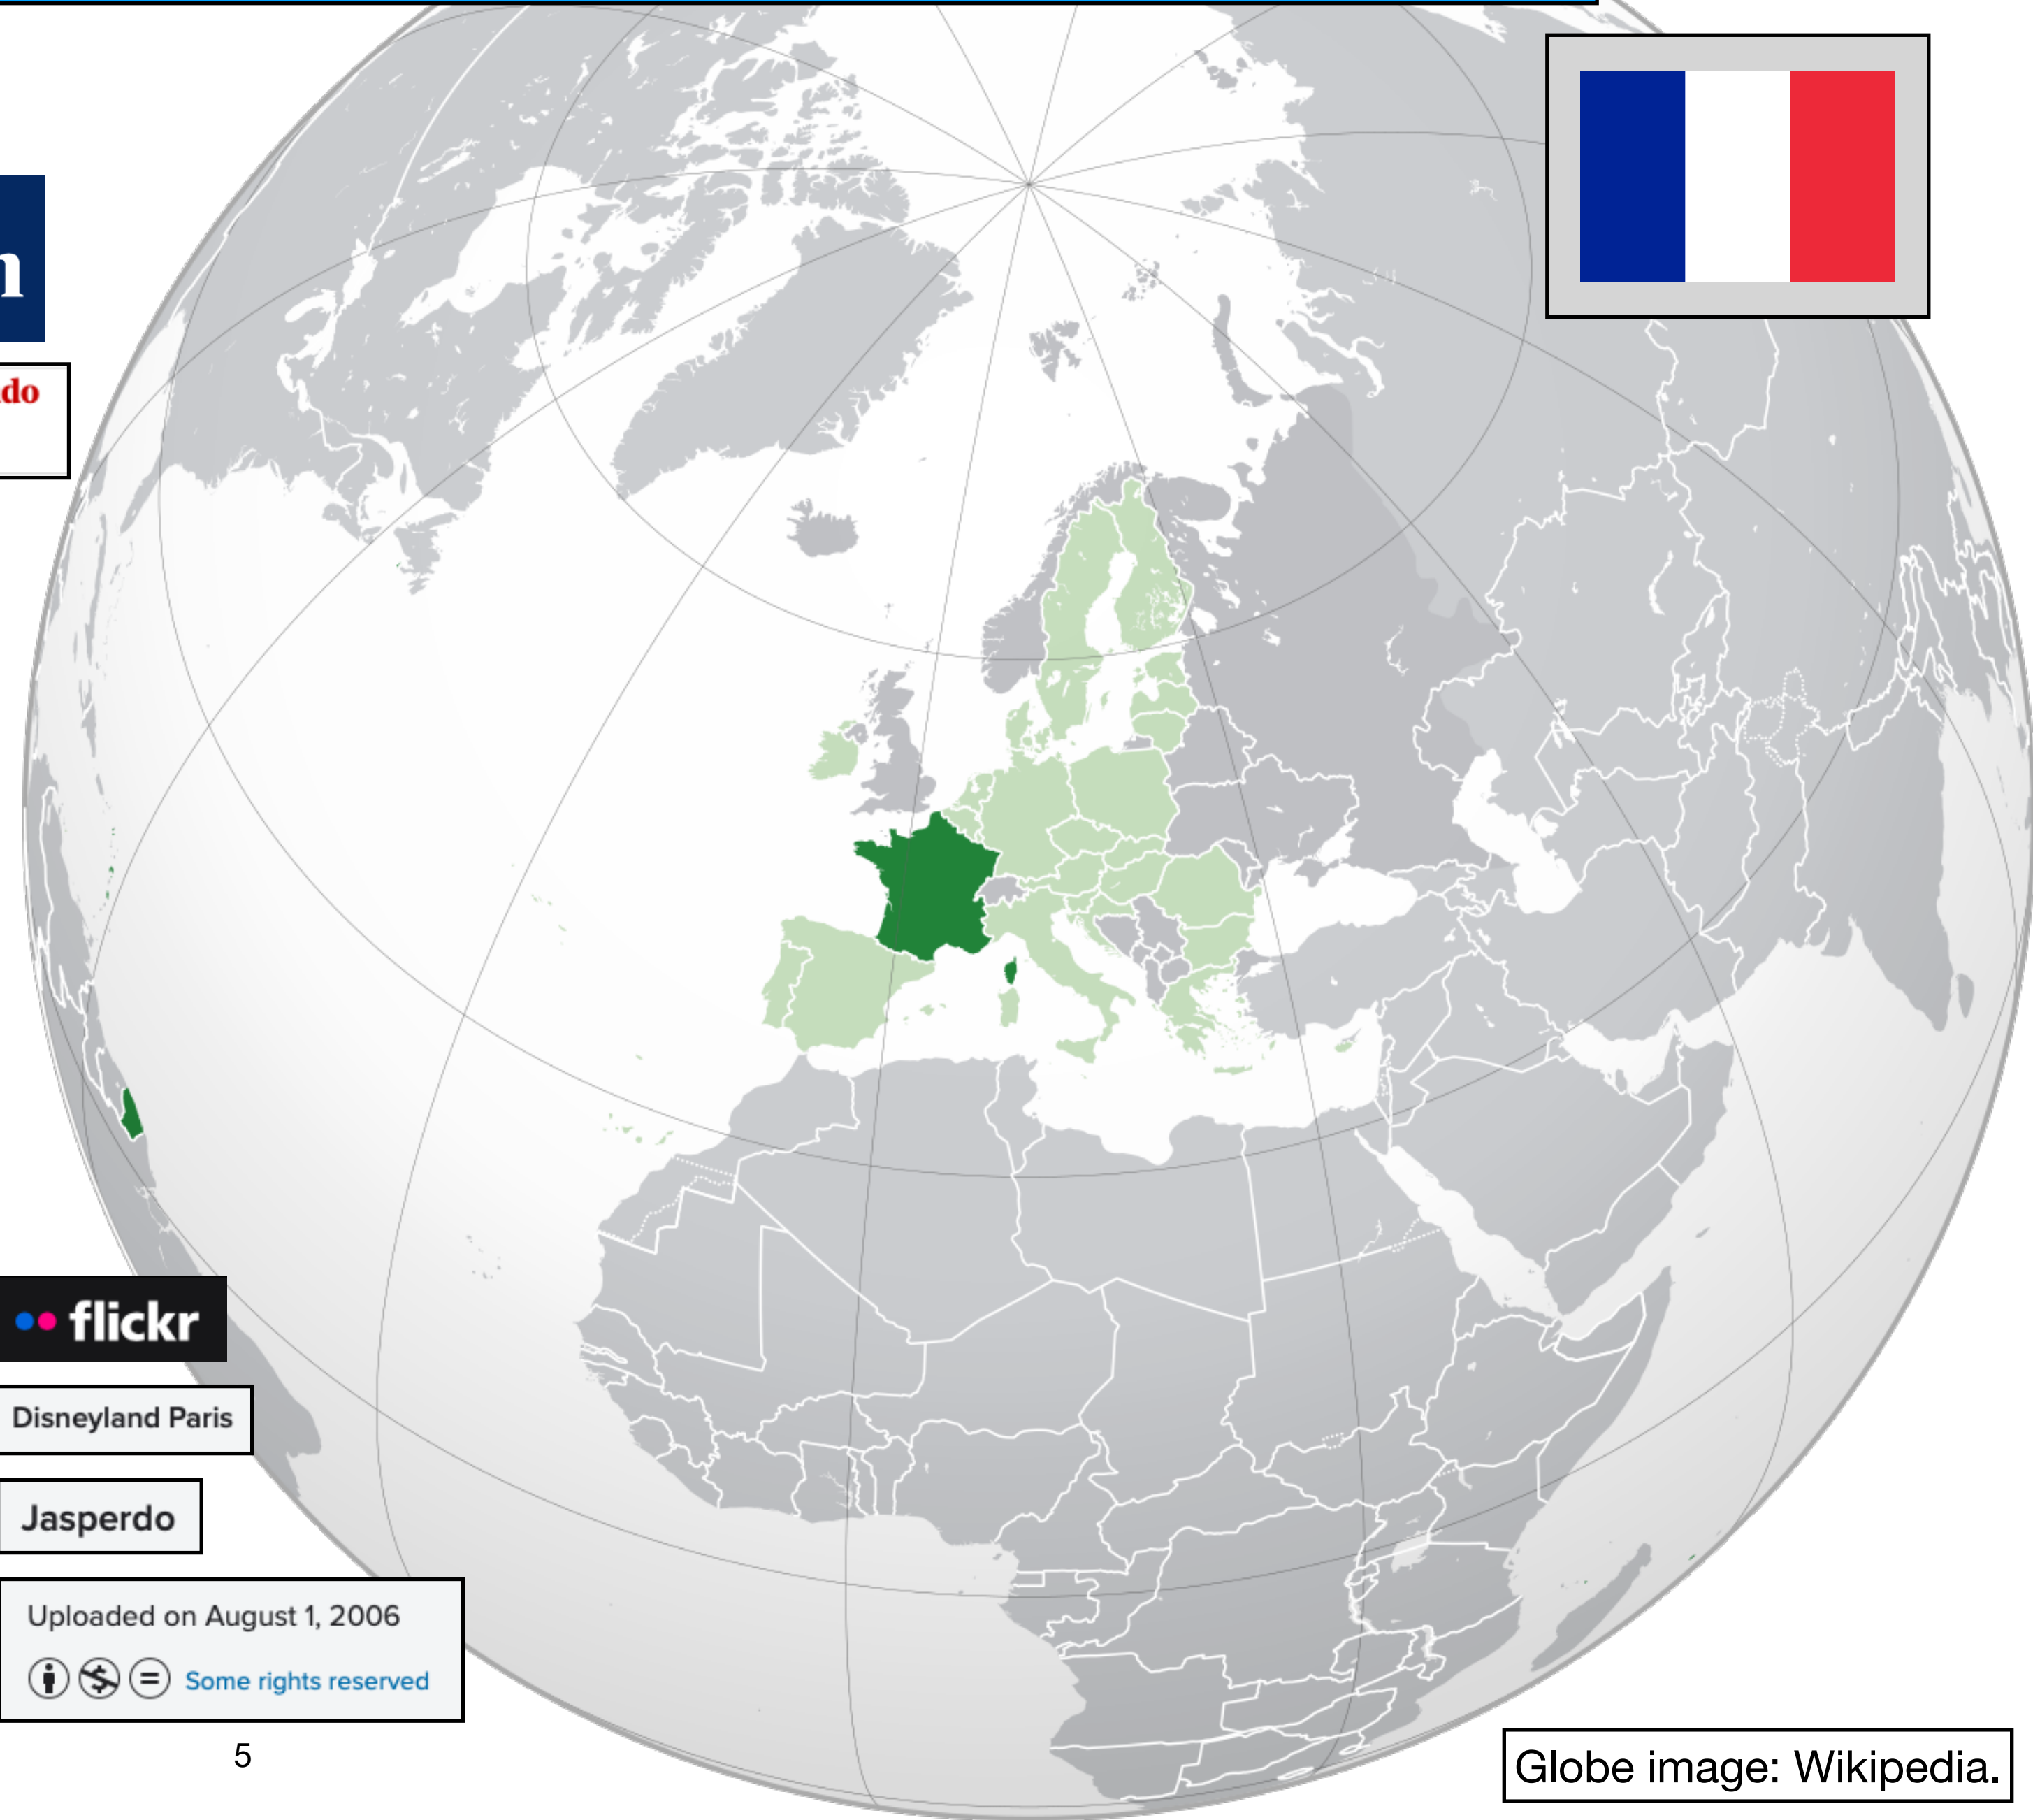 n
do
flickr
Disneyland Paris
Jasperdo
Uploaded on August 1, 2006
Some rights reserved
5
Globe image: Wikipedia.